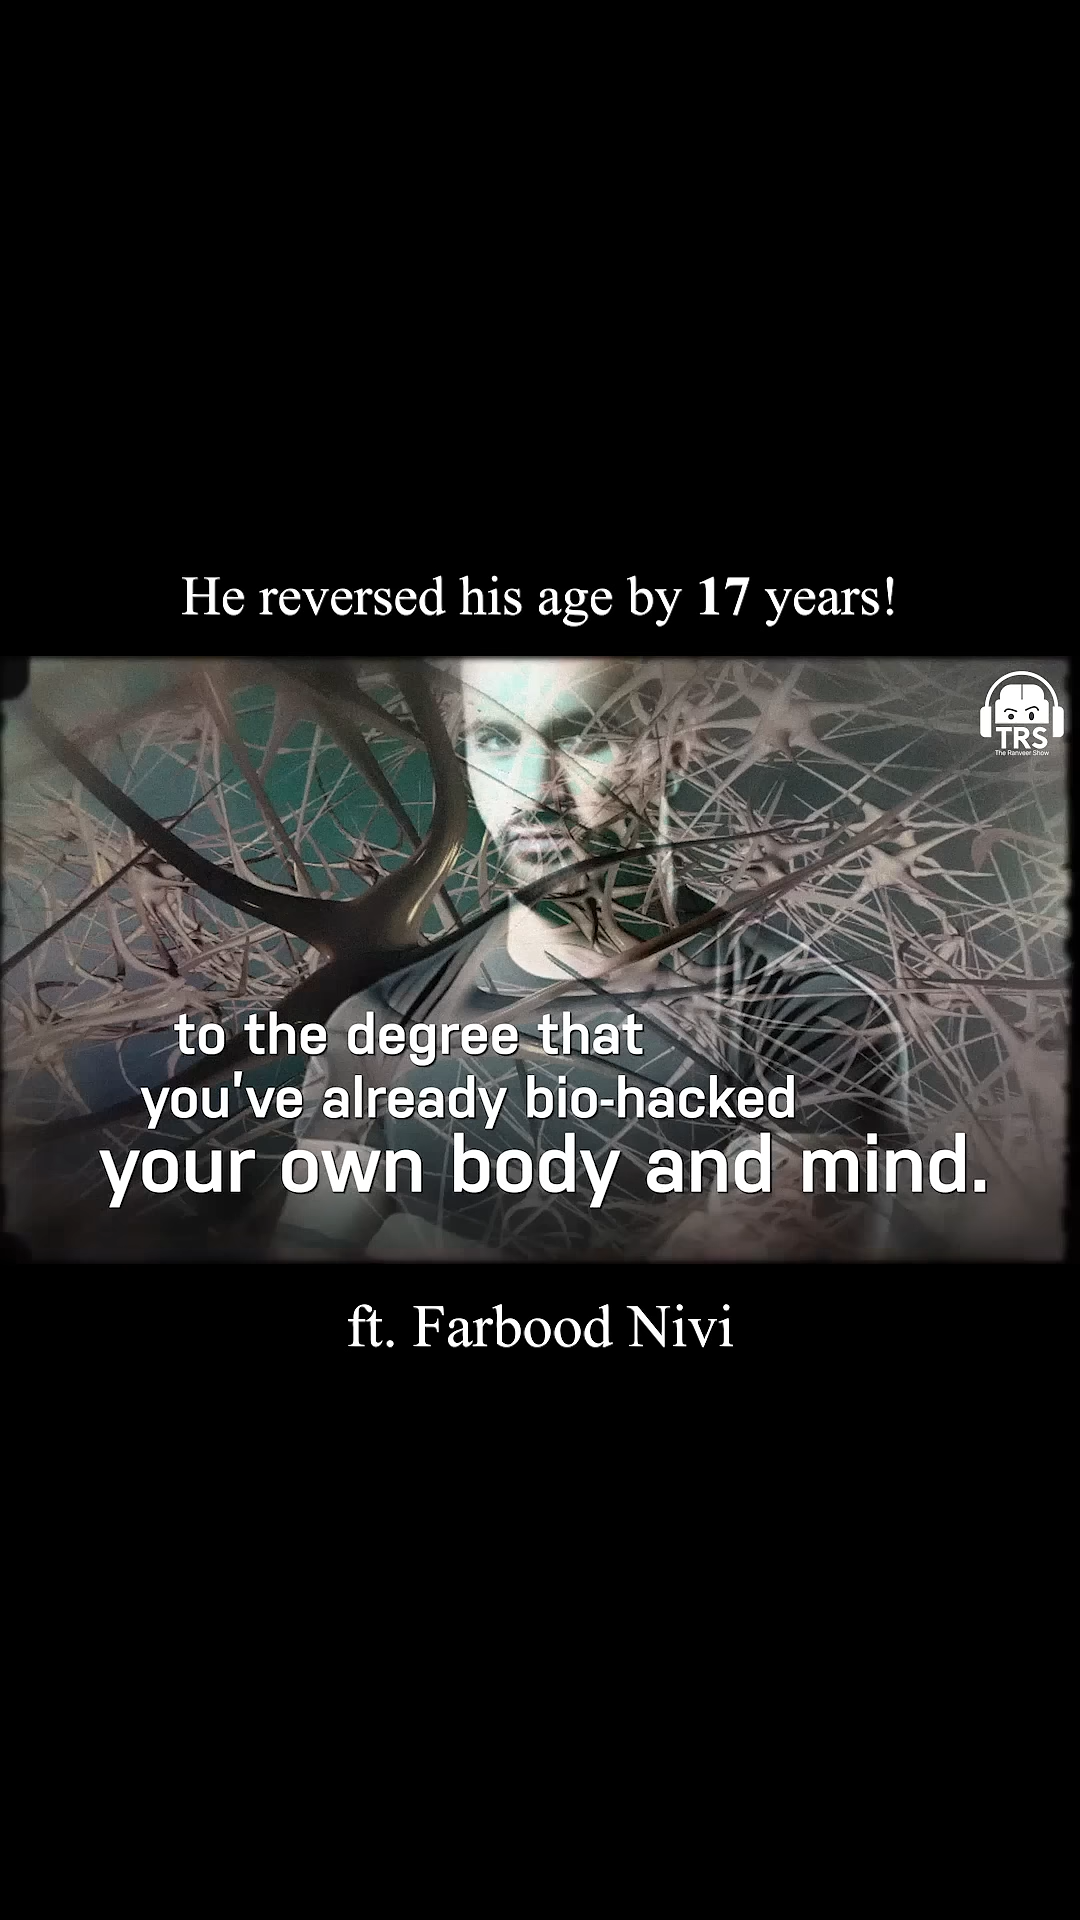 He reversed his age by 17 years!
TRS
The Ranveer Show
to the degree that
you've already bio-hacked
your own body and mind.
ft. Farbood Nivi